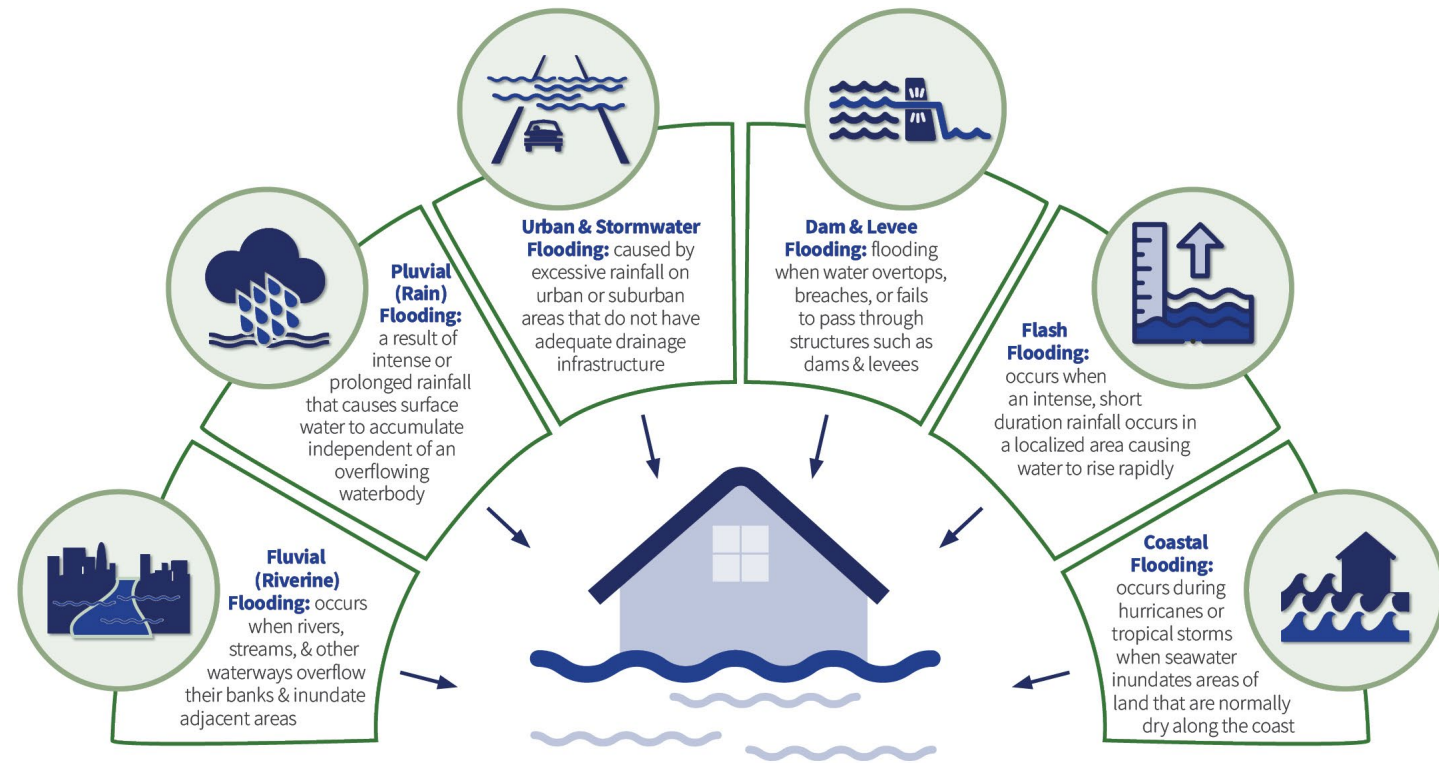 Fluvial
(Riverine)
Flooding: occurs
when rivers,
streams, & other
waterways overflow
their banks & inundate
adjacent areas
Pluvial
(Rain)
Flooding:
a result of
intense or
prolonged rainfall
that causes surface
water to accumulate
independent of an
overflowing
waterbody
Urban & Stormwater
Flooding: caused by
excessive rainfall on
urban or suburban
areas that do not have
adequate drainage
infrastructure
Dam & Levee
Flooding: flooding
when water overtops,
breaches, or fails
to pass through
structures such as
dams & levees
Flash
Flooding:
occurs when
an intense, short
duration rainfall occurs in
a localized area causing
water to rise rapidly
Coastal
Flooding:
occurs during
hurricanes or
tropical storms
when seawater
inundates areas of
land that are normally
dry along the coast